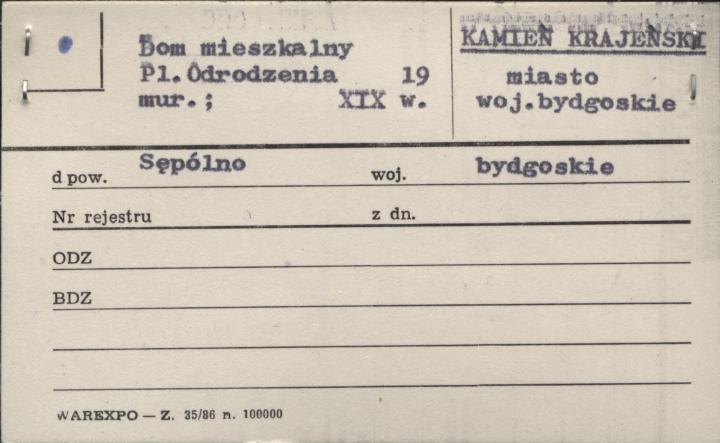 Dom mieszkalny
Pl.Odrodzenia 19
mur.; XIX w.
KAMIEŃ KRAJEŃSKI
miasto
woj.bydgoskie
d pow. Sępólno woj. bydgoskie
Nr rejestru z dn.
ODZ
BDZ
WAREXPO — Z. 35/86 n. 100000